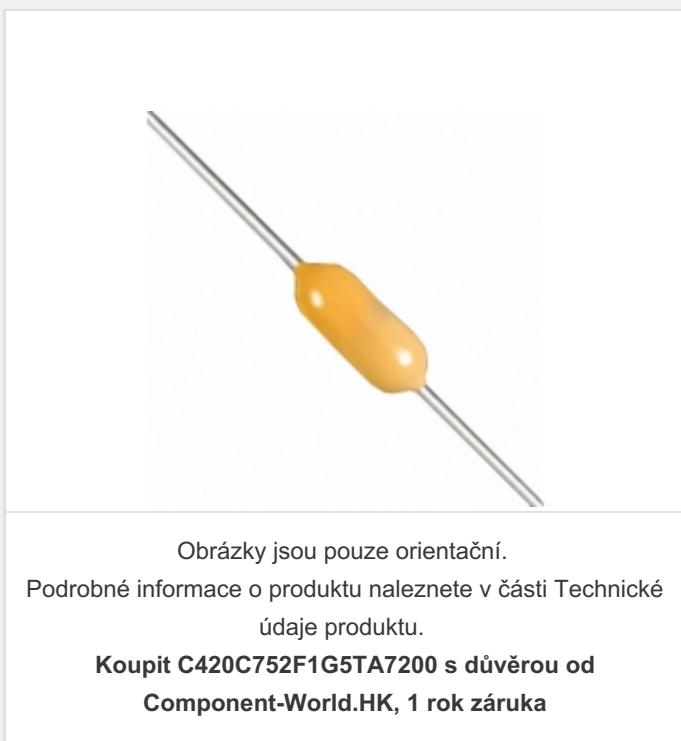 Obrázky jsou pouze orientační.
Podrobné informace o produktu naleznete v části Technické
údaje produktu.
Koupit C420C752F1G5TA7200 s důvěrou od
Component-World.HK, 1 rok záruka